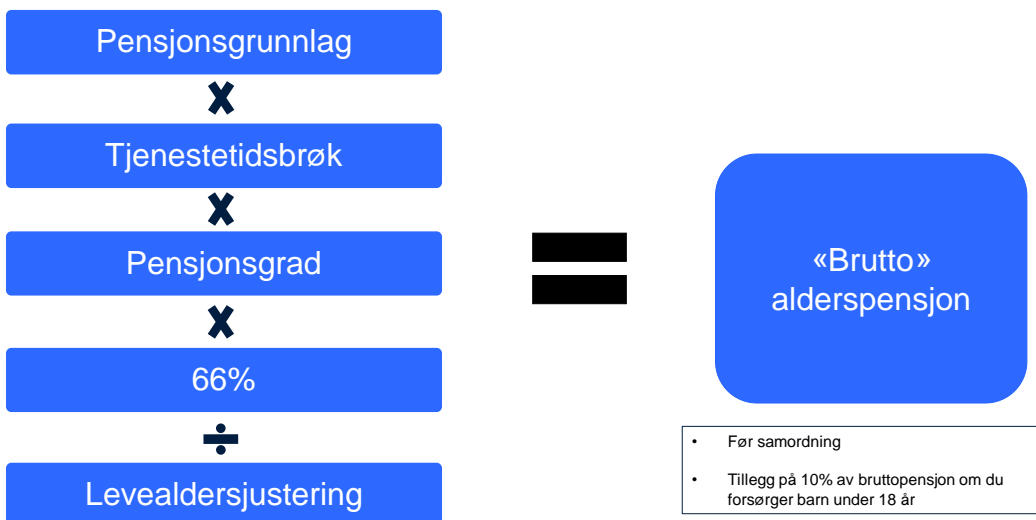 Pensjonsgrunnlag
x
Tjenestetidsbrøk
x
Pensjonsgrad
x
66%
÷
Levealdersjustering
=
«Brutto»
alderspensjon
• Før samordning
• Tillegg på 10% av bruttopensjon om du
forsørger barn under 18 år